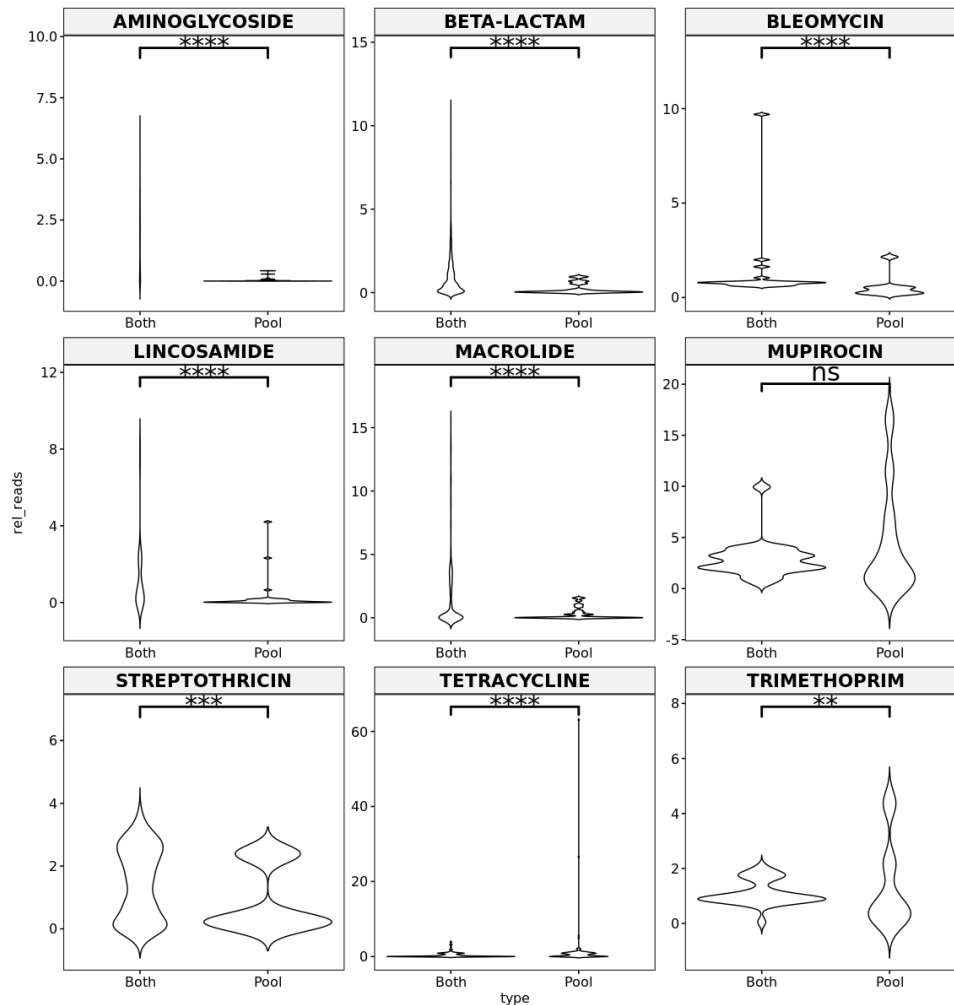 AMINOGLYCOSIDE
BETA-LACTAM
BLEOMYCIN
10.0
7.5
5.0
2.5
0.0
****
Both
Pool
15
10
5
0
****
Both
Pool
10
5
0
****
Both
Pool
LINCOSAMIDE
MACROLIDE
MUPIROCIN
rel_reads
12
8
4
0
****
Both
Pool
15
10
5
0
****
Both
Pool
20
15
10
5
0
-5
ns
Both
Pool
STREPTOTHRICIN
TETRACYCLINE
TRIMETHOPRIM
6
4
2
0
***
Both
Pool
60
40
20
0
****
Both
Pool
8
6
4
2
0
**
Both
Pool
type